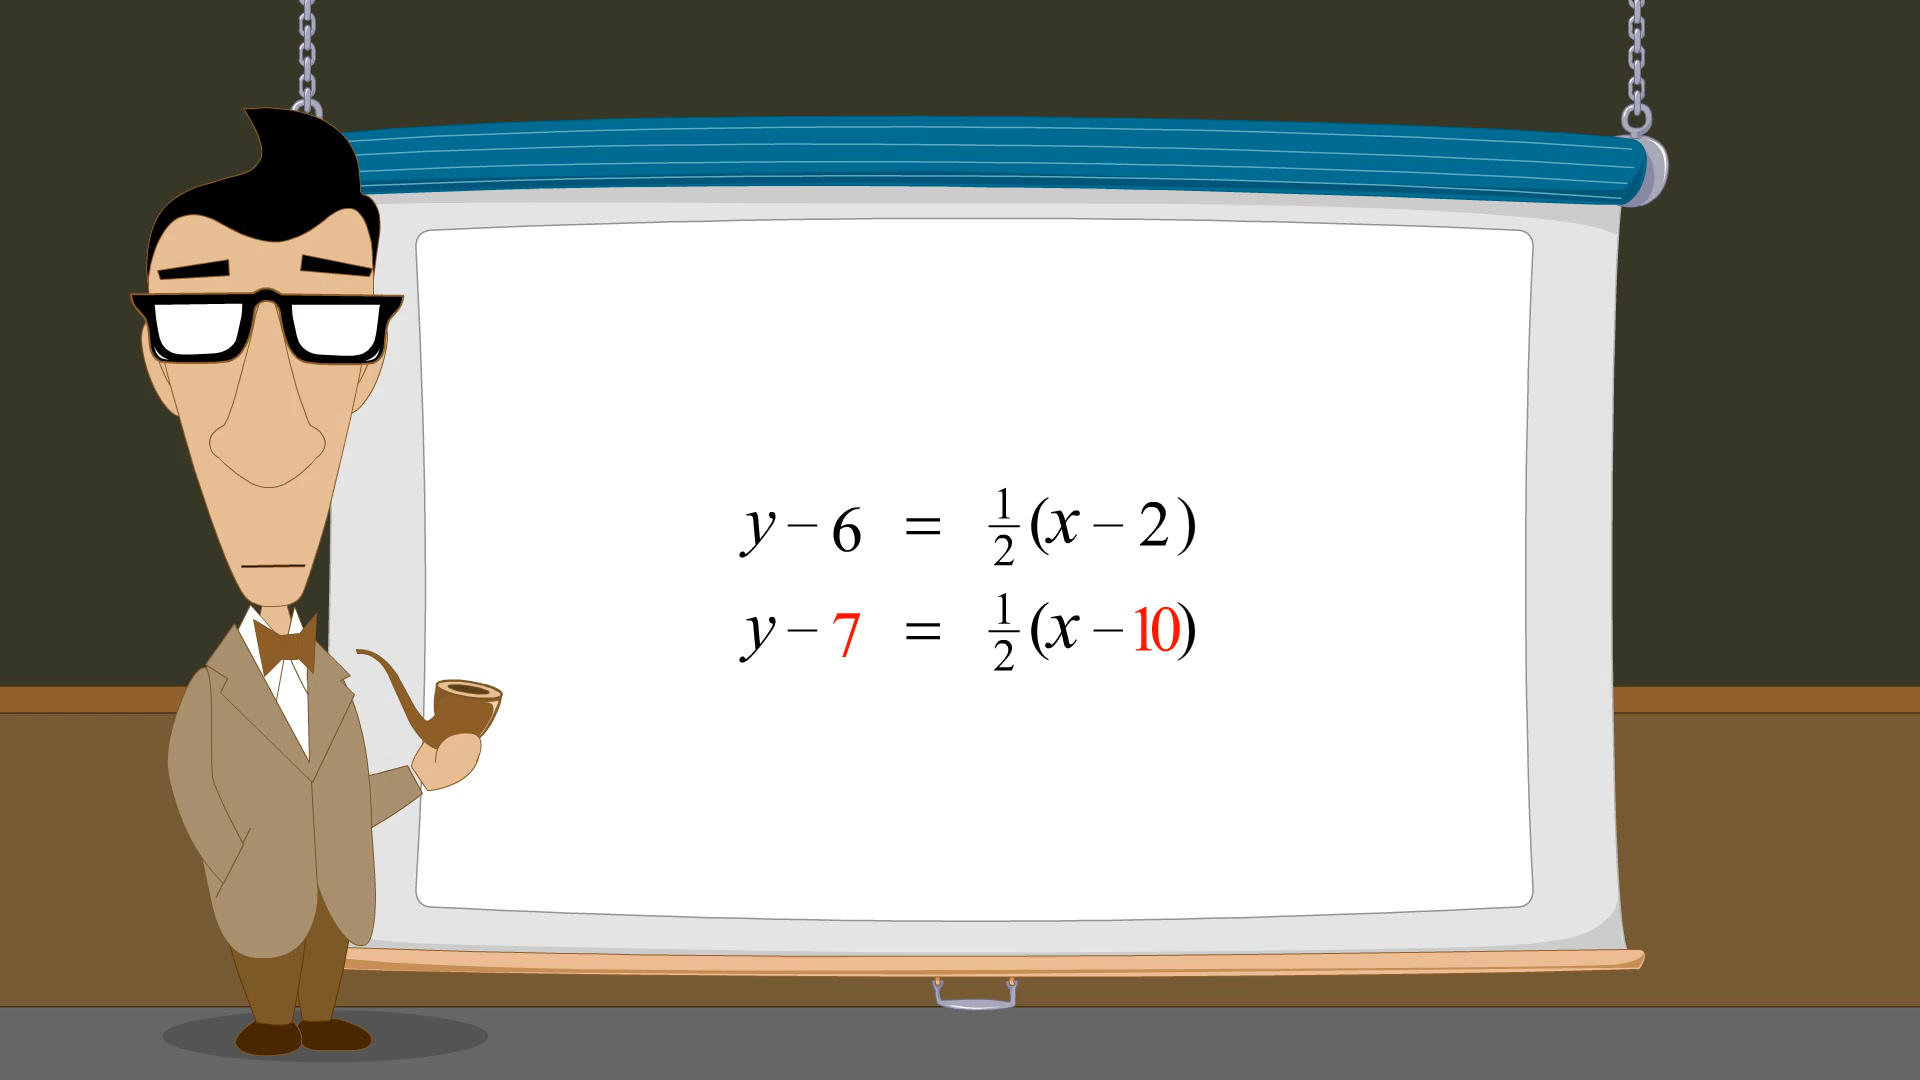 y − 6 = 1/2(x − 2)
y − 7 = 1/2(x − 10)